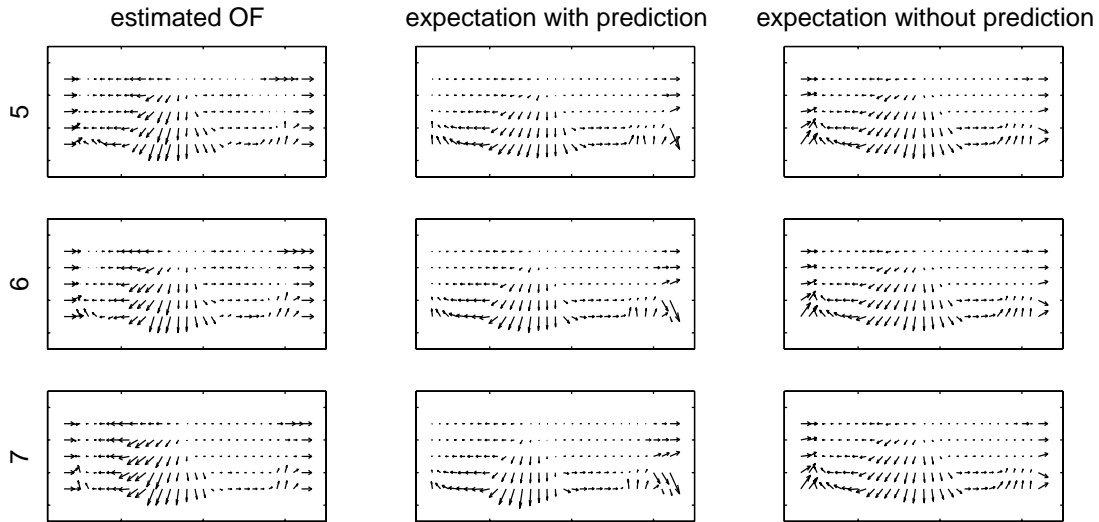 estimated OF
expectation with prediction
expectation without prediction
5
6
7